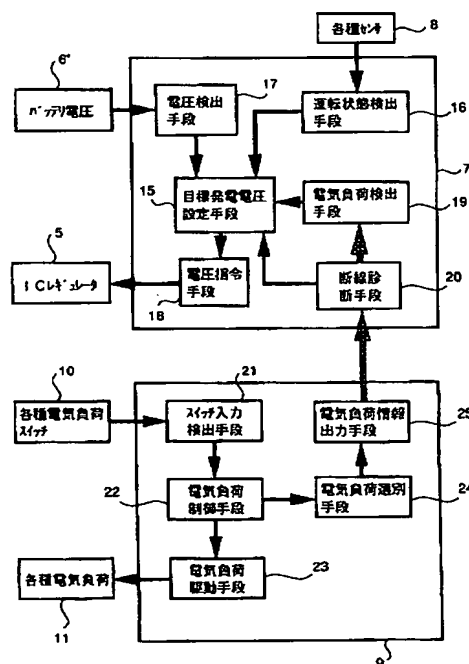 各種センサ
8
6'
バッテリ電圧
17
電圧検出
手段
運転状態検出
手段
16
7
15
目標発電電圧
設定手段
電気負荷検出
手段
19
5
ICレギュレータ
電圧指令
手段
18
断線診
断手段
20
10
各種電気負荷
スイッチ
21
スイッチ入力
検出手段
電気負荷情報
出力手段
25
22
電気負荷
制御手段
電気負荷選別
手段
24
各種電気負荷
11
電気負荷
駆動手段
23
9